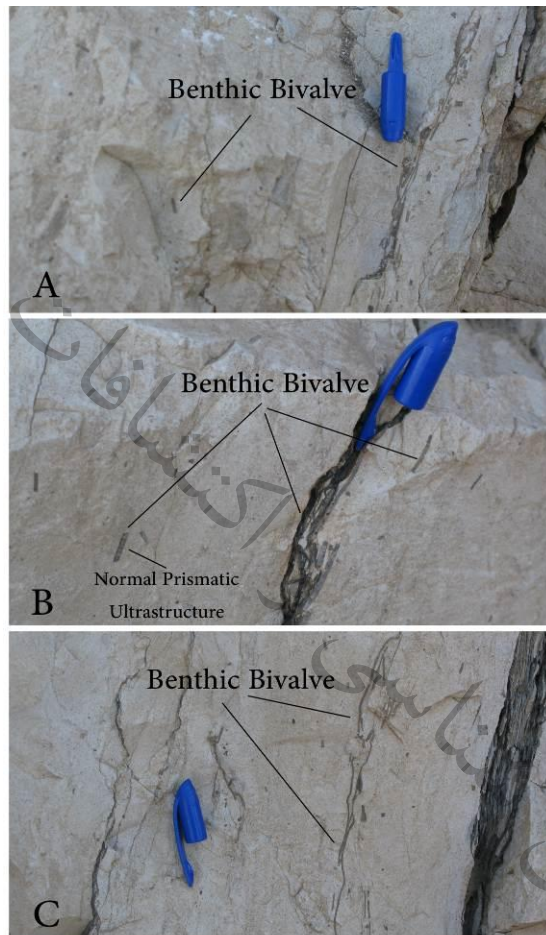 Benthic Bivalve
A
Benthic Bivalve
Normal Prismatic
Ultrastructure
B
Benthic Bivalve
C